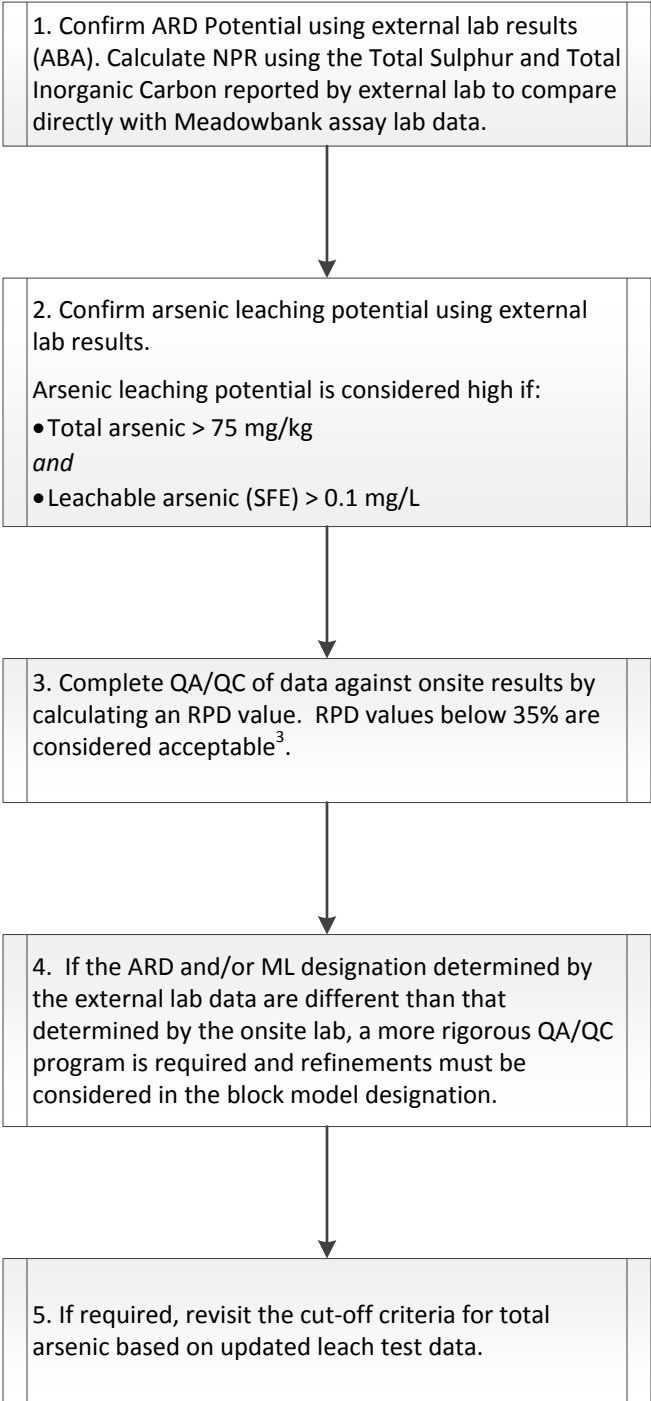 1. Confirm ARD Potential using external lab results
(ABA). Calculate NPR using the Total Sulphur and Total
Inorganic Carbon reported by external lab to compare
directly with Meadowbank assay lab data.
2. Confirm arsenic leaching potential using external
lab results.
Arsenic leaching potential is considered high if:
•Total arsenic > 75 mg/kg
and
•Leachable arsenic (SFE) > 0.1 mg/L
3. Complete QA/QC of data against onsite results by
calculating an RPD value.  RPD values below 35% are
considered acceptable³.
4.  If the ARD and/or ML designation determined by
the external lab data are different than that
determined by the onsite lab, a more rigorous QA/QC
program is required and refinements must be
considered in the block model designation.
5. If required, revisit the cut-off criteria for total
arsenic based on updated leach test data.